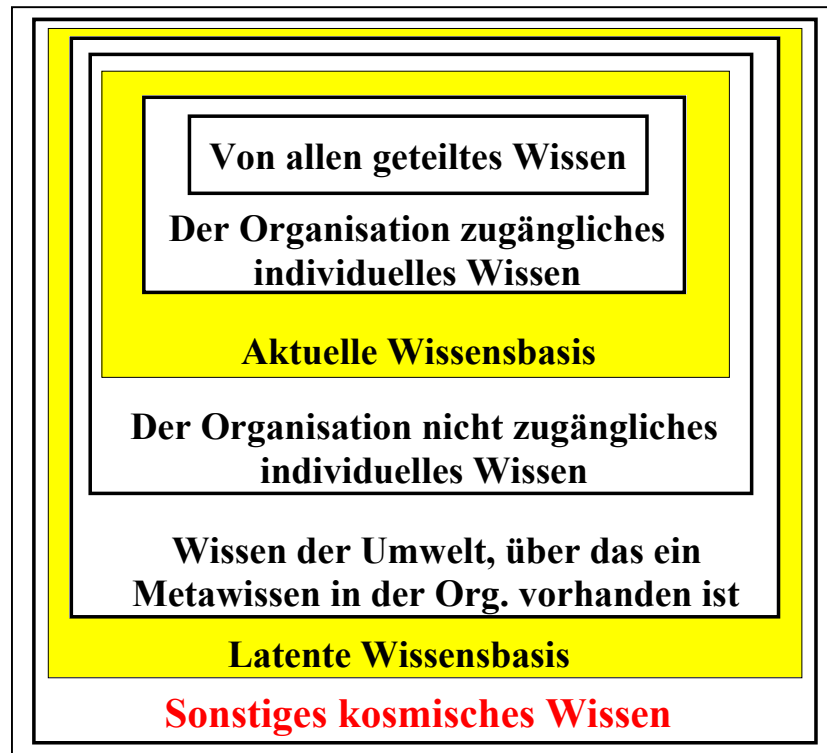 Von allen geteiltes Wissen
Der Organisation zugängliches
individuelles Wissen
Aktuelle Wissensbasis
Der Organisation nicht zugängliches
individuelles Wissen
Wissen der Umwelt, über das ein
Metawissen in der Org. vorhanden ist
Latente Wissensbasis
Sonstiges kosmisches Wissen